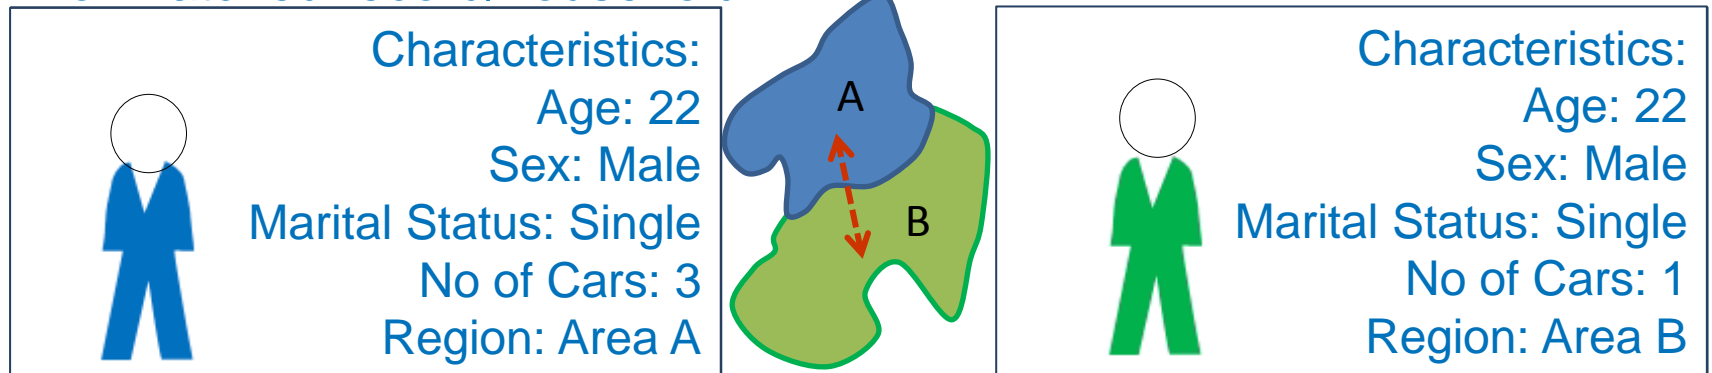 Characteristics:
Age: 22
Sex: Male
Marital Status: Single
No of Cars: 3
Region: Area A
A
B
Characteristics:
Age: 22
Sex: Male
Marital Status: Single
No of Cars: 1
Region: Area B